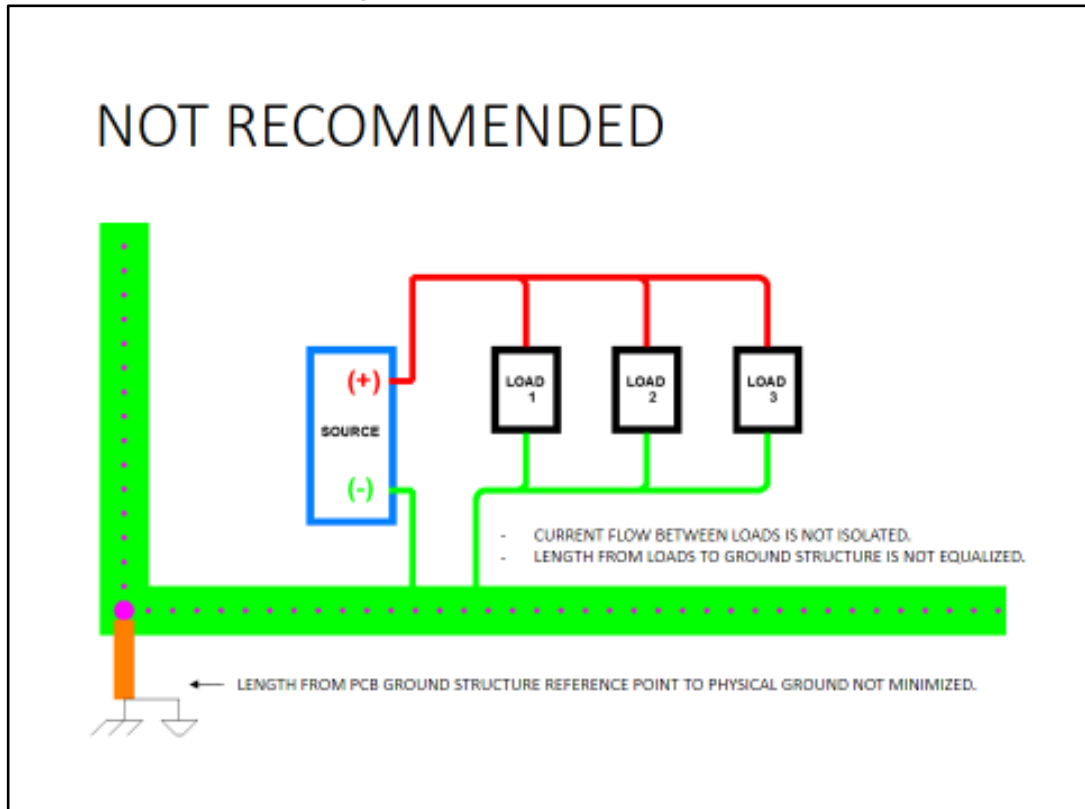 NOT RECOMMENDED
(+)
SOURCE
(-)
LOAD
1
LOAD
2
LOAD
3
- CURRENT FLOW BETWEEN LOADS IS NOT ISOLATED.
- LENGTH FROM LOADS TO GROUND STRUCTURE IS NOT EQUALIZED.
LENGTH FROM PCB GROUND STRUCTURE REFERENCE POINT TO PHYSICAL GROUND NOT MINIMIZED.